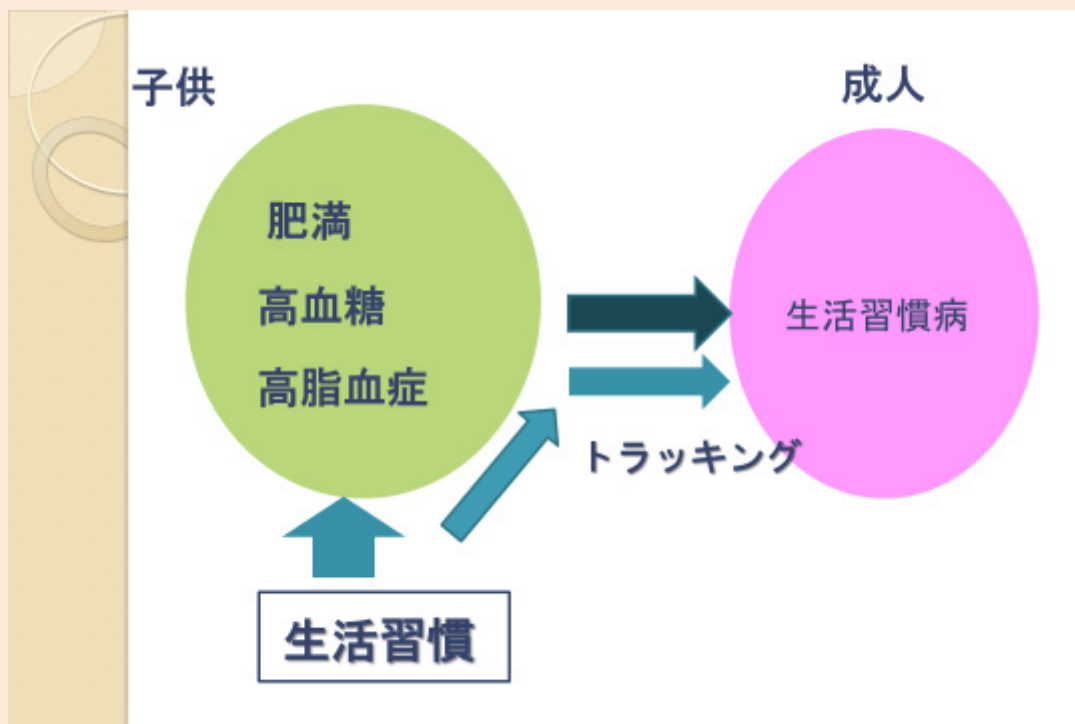 子供
成人
肥満
高血糖
高脂血症
生活習慣病
トラッキング
生活習慣